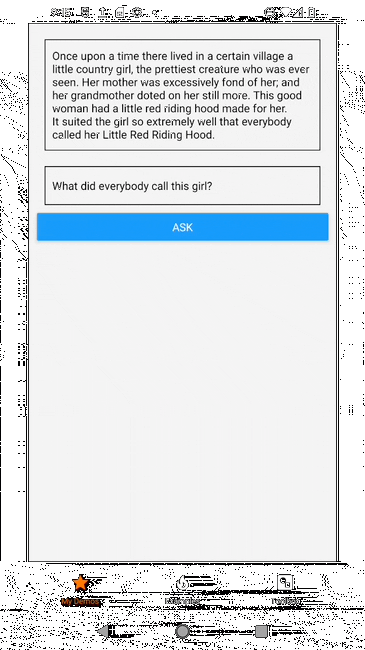 Once upon a time there lived in a certain village a
little country girl, the prettiest creature who was ever
seen. Her mother was excessively fond of her; and
her grandmother doted on her still more. This good
woman had a little red riding hood made for her.
It suited the girl so extremely well that everybody
called her Little Red Riding Hood.
What did everybody call this girl?
ASK